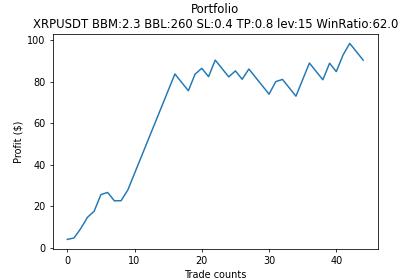 Portfolio
XRPUSDT BBM:2.3 BBL:260 SL:0.4 TP:0.8 lev:15 WinRatio:62.0
100
80
60
40
20
0
Profit ($)
0 10 20 30 40
Trade counts